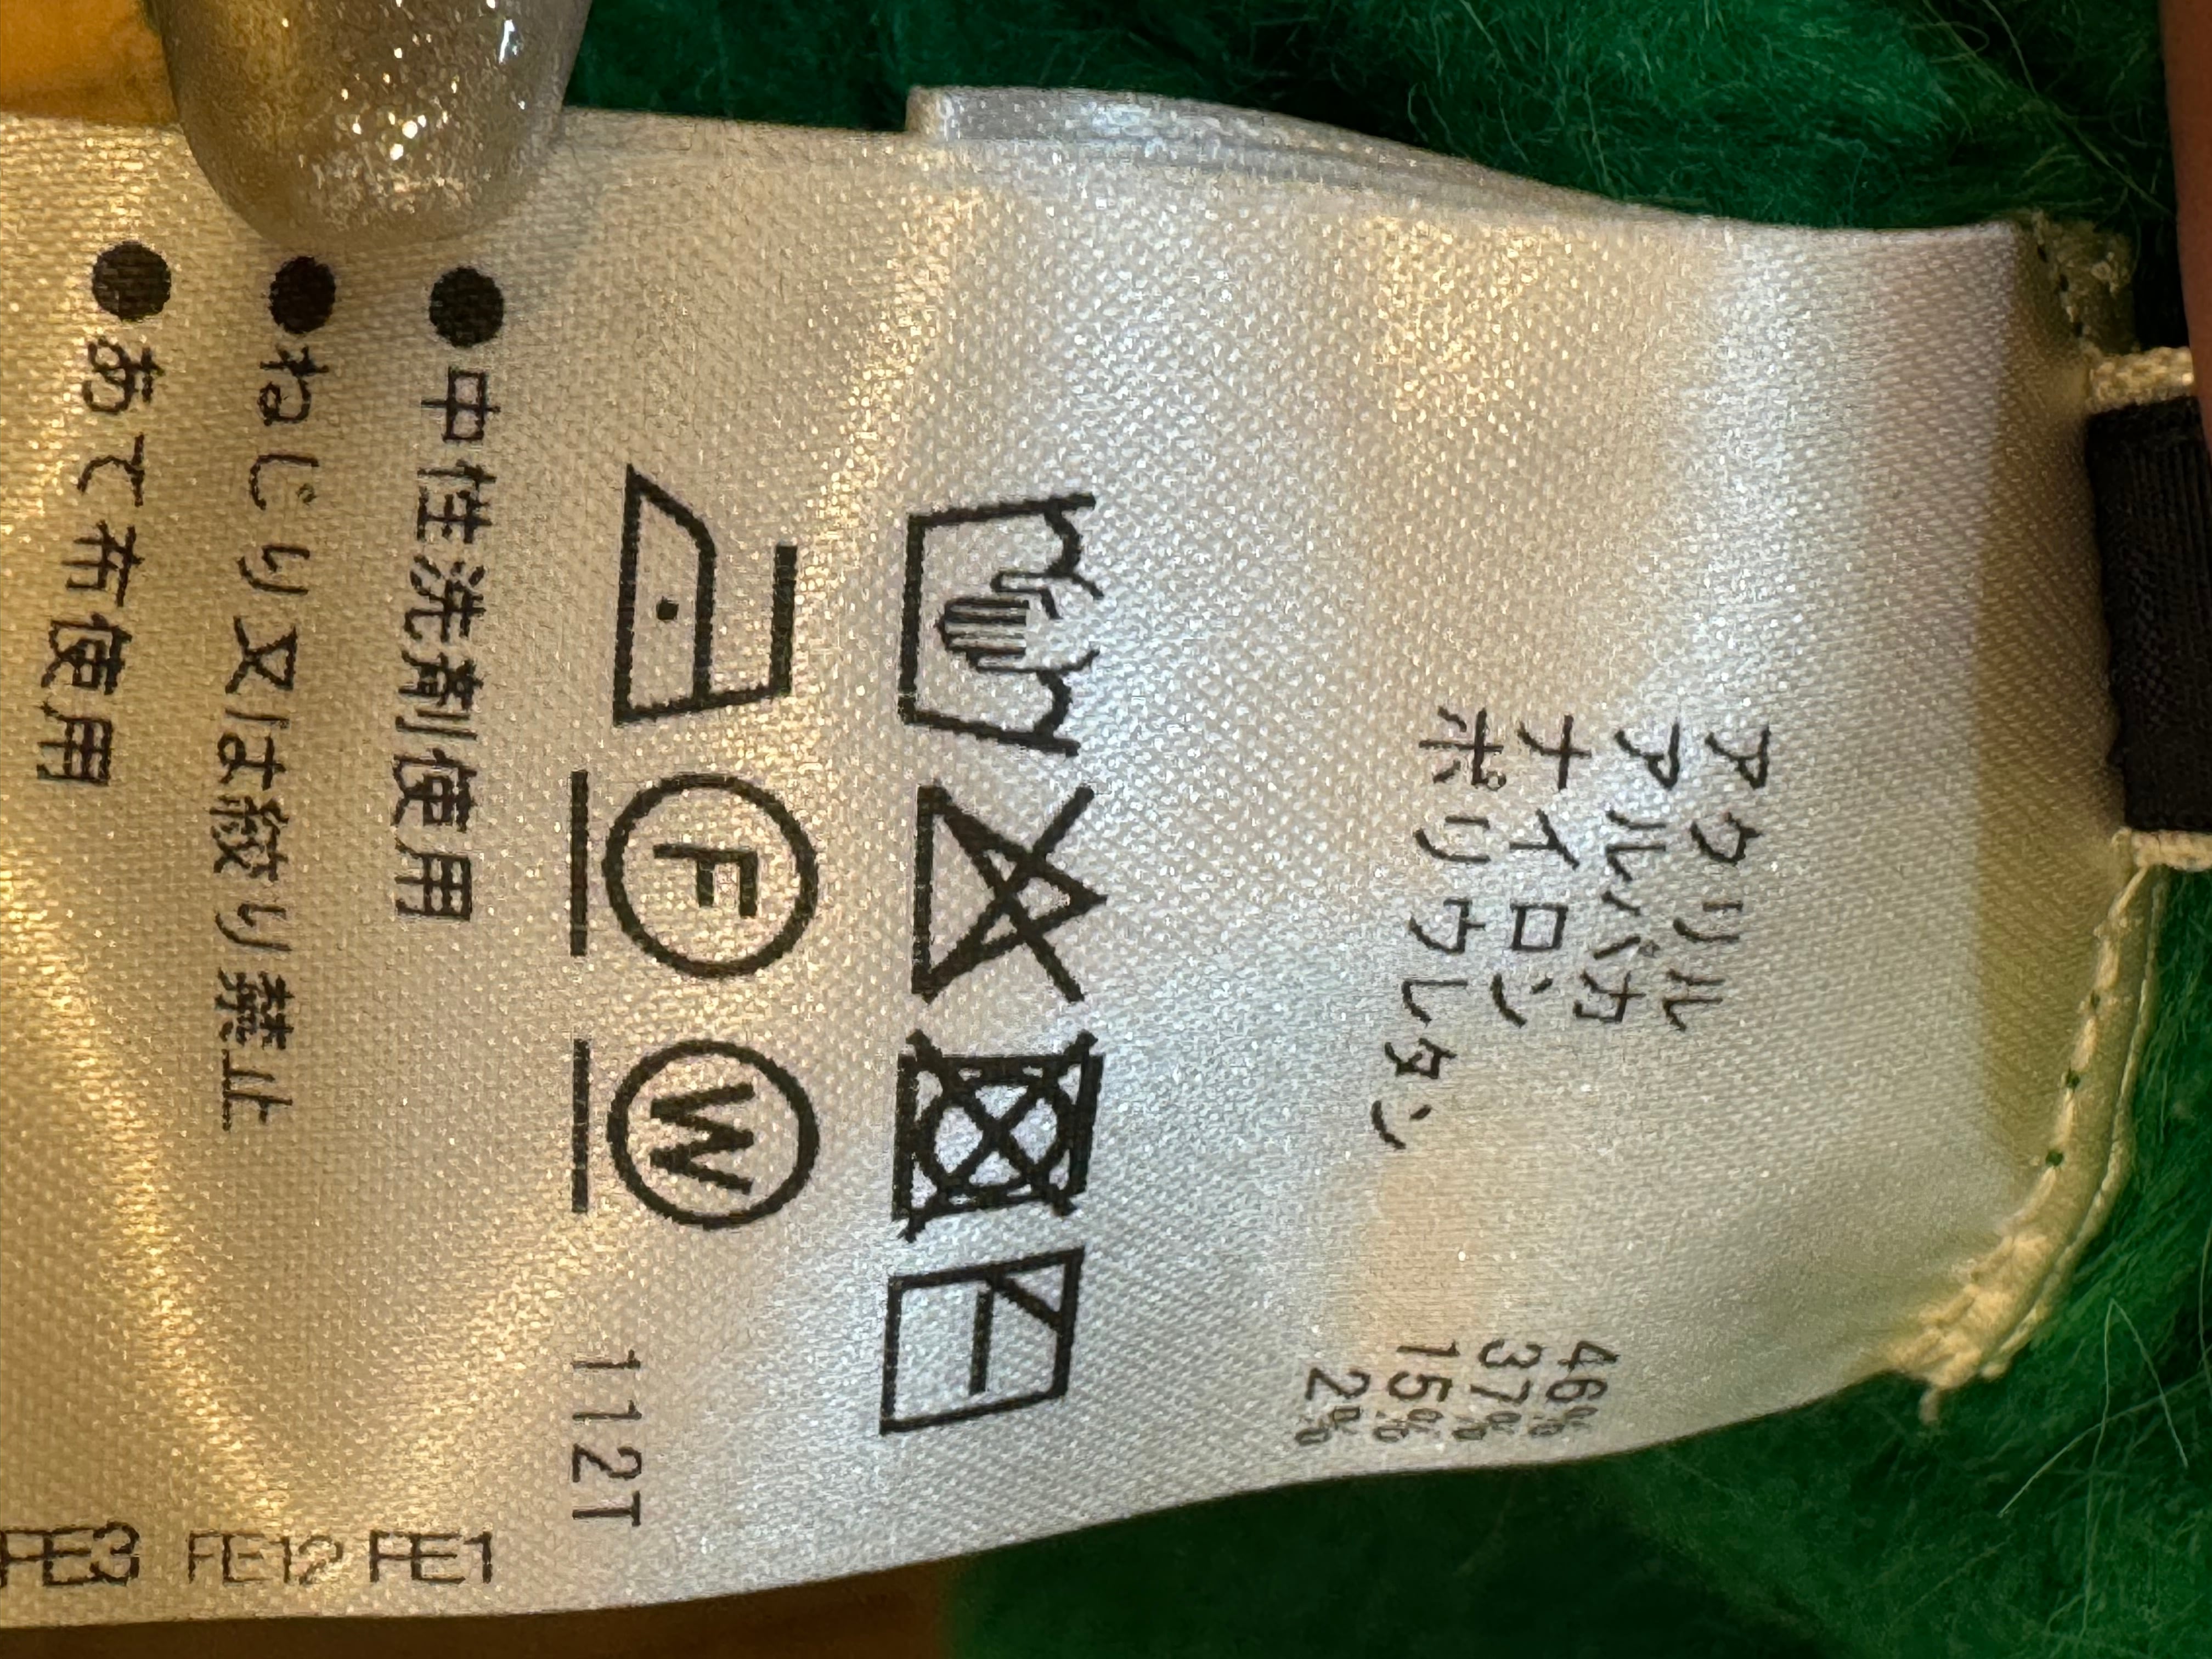 アクリル 46%
アルパカ 37%
ナイロン 15%
ポリウレタン 2%
F W 112T
●中性洗剤使用 FE1
●ねじり又は絞り禁止 FE12
●あて布使用 FE3